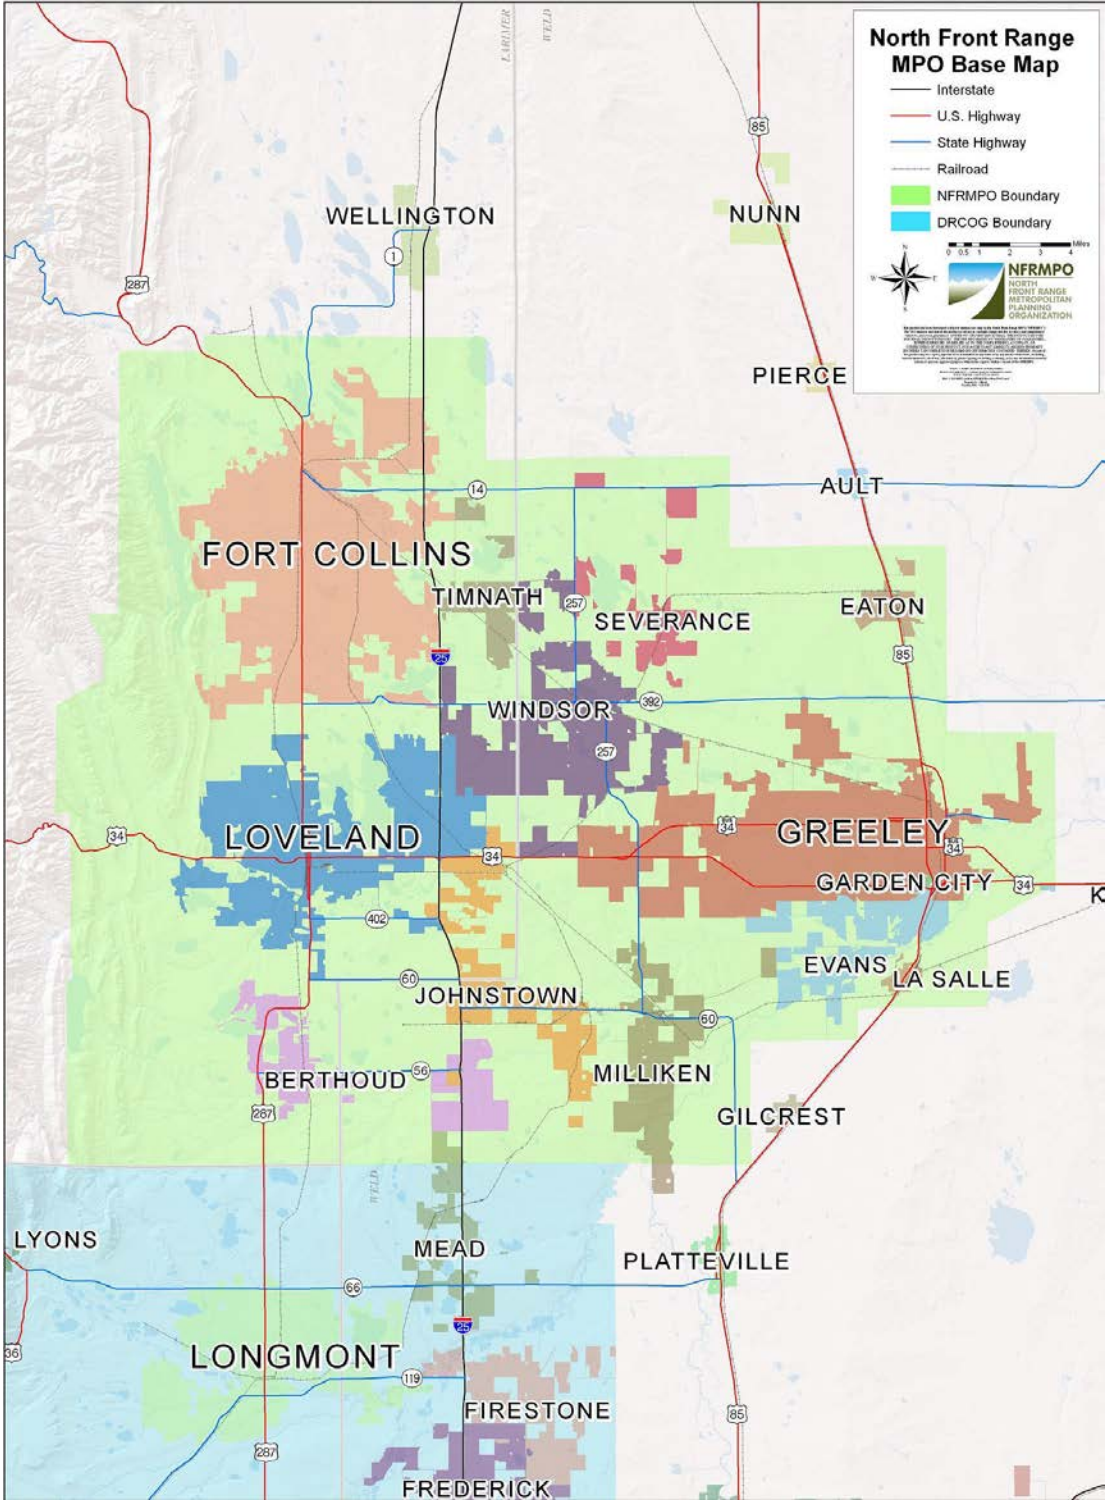 North Front Range
MPO Base Map
Interstate
U.S. Highway
State Highway
Railroad
NFRMPO Boundary
DRCOG Boundary
N
W
E
S
0 0.5 1 2 3 4 Miles
NFRMPO
NORTH
FRONT RANGE
METROPOLITAN
PLANNING
ORGANIZATION
LARIMER
WELD
85
WELLINGTON
NUNN
1
287
PIERCE
14
AULT
FORT COLLINS
TIMNATH
257
SEVERANCE
EATON
25
85
WINDSOR
392
257
34
LOVELAND
34
34
GREELEY
34
GARDEN CITY
34
K
402
EVANS
LA SALLE
60
JOHNSTOWN
60
BERTHOUD
56
MILLIKEN
287
GILCREST
WELD
LYONS
MEAD
PLATTEVILLE
66
25
36
LONGMONT
119
FIRESTONE
85
287
FREDERICK